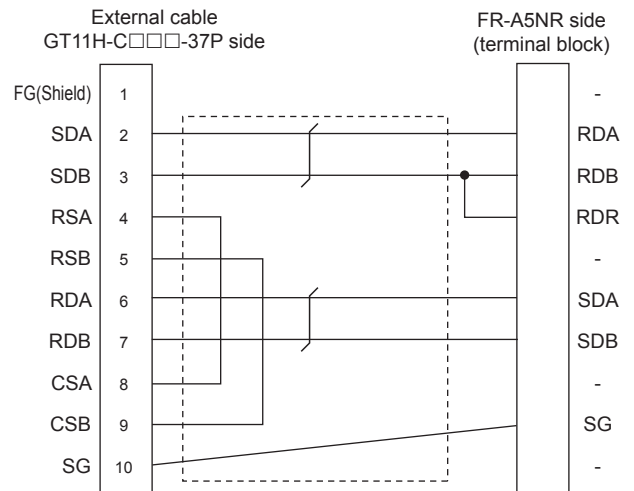 External cable
GT11H-C□□□-37P side
FR-A5NR side
(terminal block)
FG(Shield) 1 -
SDA 2 RDA
SDB 3 RDB
RSA 4 RDR
RSB 5 -
RDA 6 SDA
RDB 7 SDB
CSA 8 -
CSB 9 SG
SG 10 -